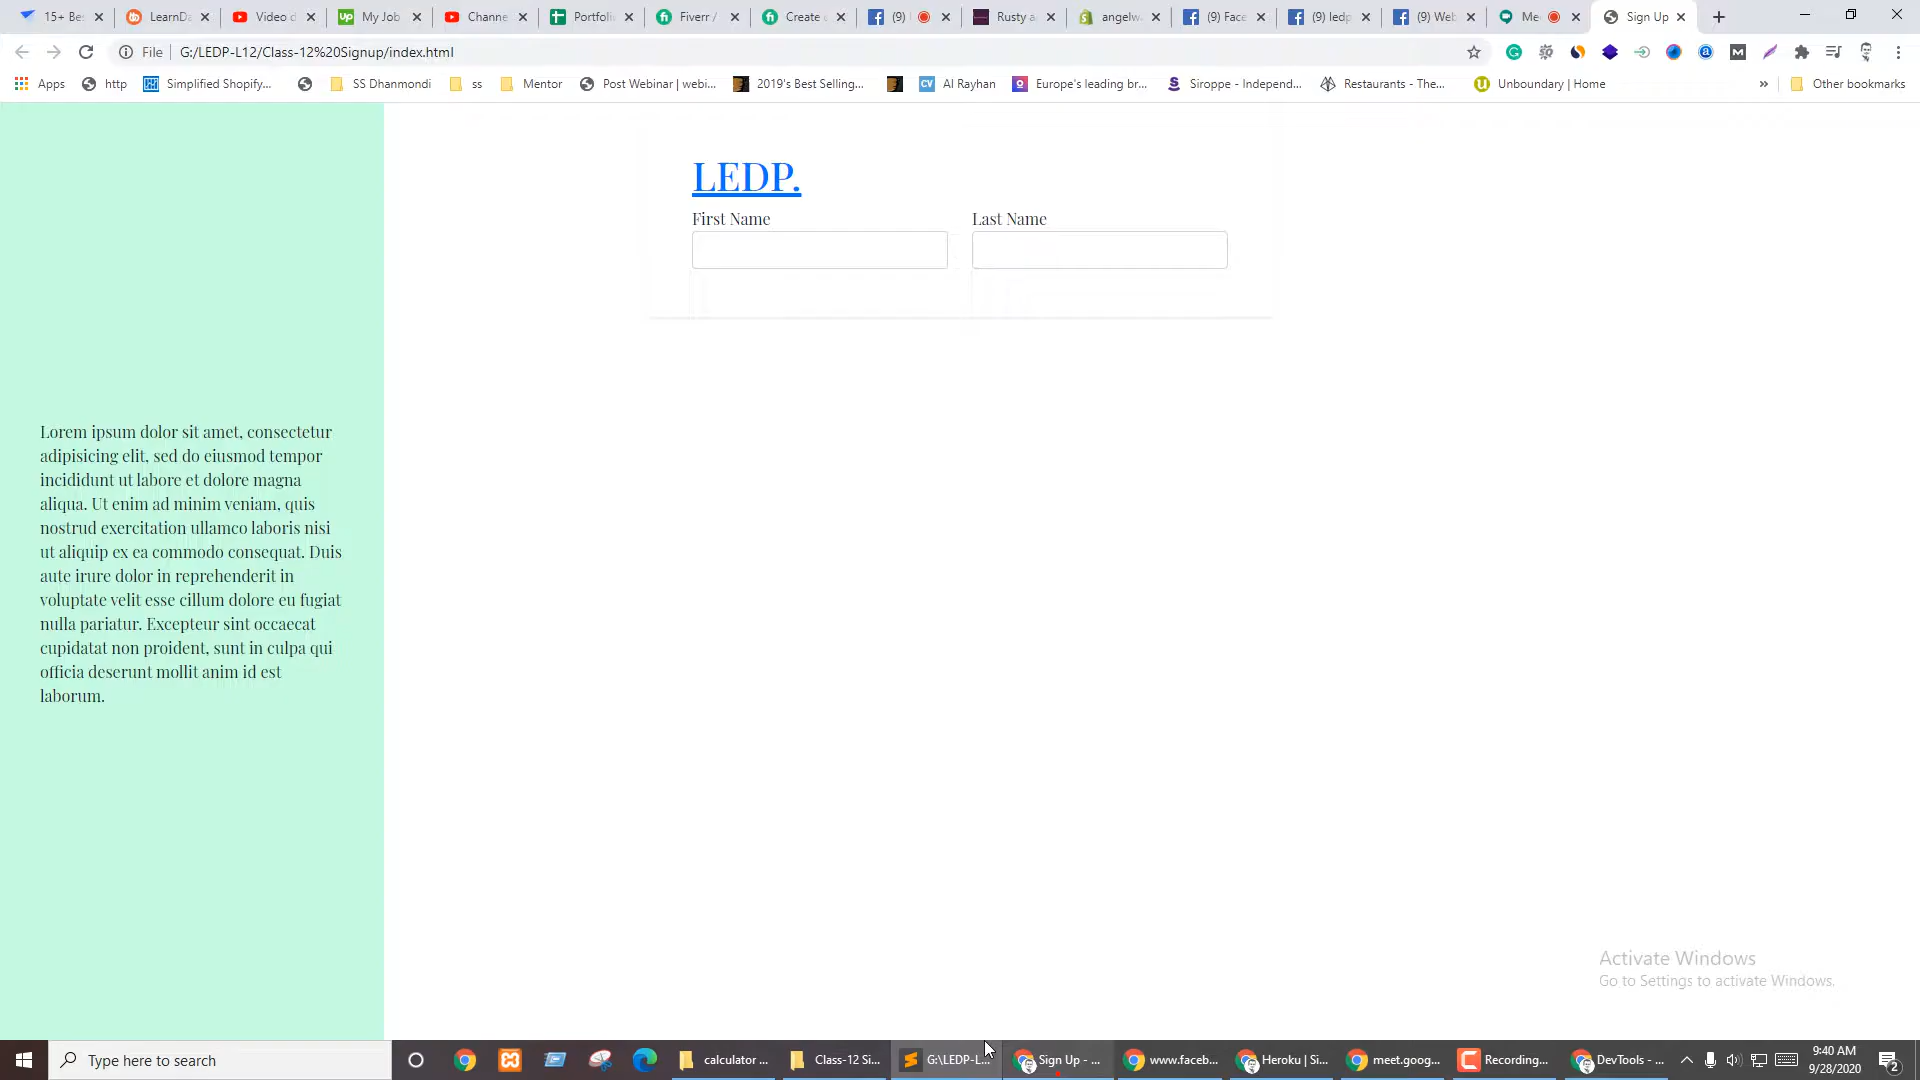 15+ Be
LearnDa
Video d
My Job
Channe
Portfoli
Fiverr /
Create
(9)
Rusty a
angelw
(9) Face
(9) ledp
(9) Web
Me
Sign Up
File
G:/LEDP-L12/Class-12%20Signup/index.html
Apps
http
Simplified Shopify...
SS Dhanmondi
ss
Mentor
Post Webinar | webi...
2019's Best Selling...
CV
Al Rayhan
Europe's leading br...
Siroppe - Independ...
Restaurants - The...
Unboundary | Home
»
Other bookmarks
LEDP.
First Name
Last Name
Lorem ipsum dolor sit amet, consectetur
adipisicing elit, sed do eiusmod tempor
incididunt ut labore et dolore magna
aliqua. Ut enim ad minim veniam, quis
nostrud exercitation ullamco laboris nisi
ut aliquip ex ea commodo consequat. Duis
aute irure dolor in reprehenderit in
voluptate velit esse cillum dolore eu fugiat
nulla pariatur. Excepteur sint occaecat
cupidatat non proident, sunt in culpa qui
officia deserunt mollit anim id est
laborum.
Activate Windows
Go to Settings to activate Windows.
Type here to search
calculator ...
Class-12 Si...
G:\LEDP-L...
Sign Up - ...
www.faceb...
Heroku | Si...
meet.goog...
Recording...
DevTools - ...
9:40 AM
9/28/2020
2